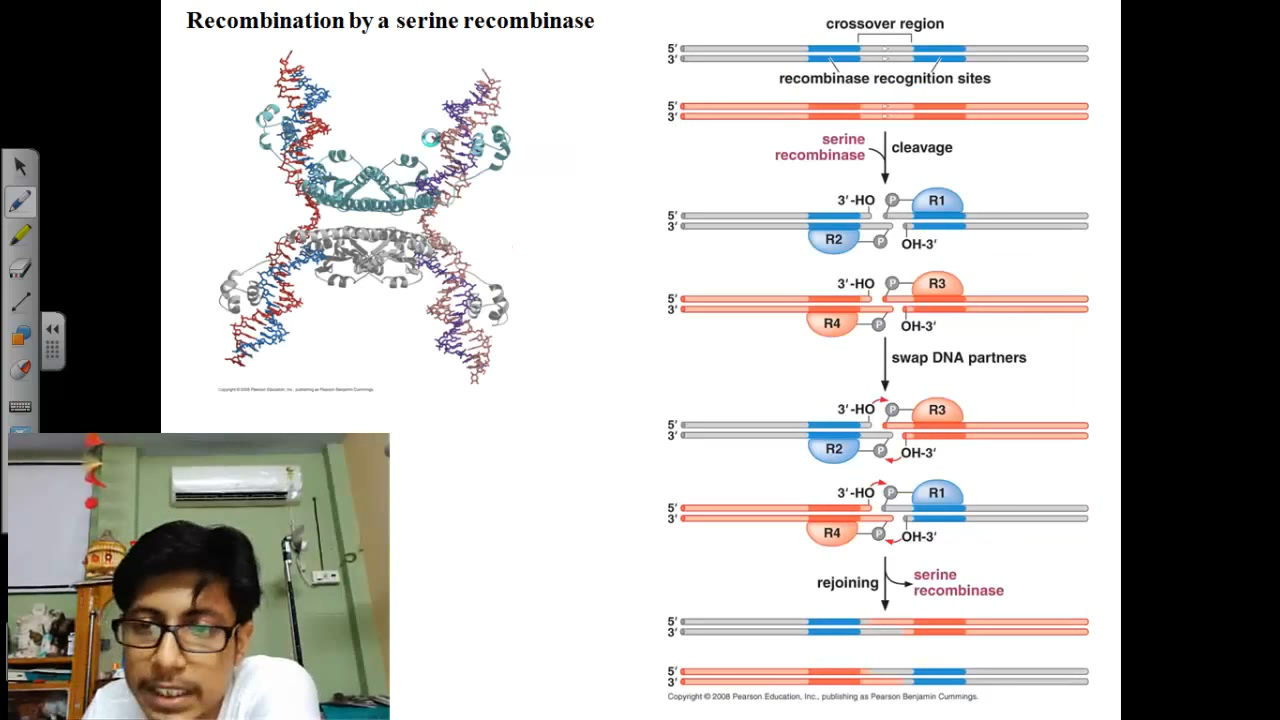 Recombination by a serine recombinase
Copyright © 2008 Pearson Education, Inc., publishing as Pearson Benjamin Cummings.
crossover region
5′
3′
recombinase recognition sites
5′
3′
serine
recombinase
cleavage
3′-HO P R1
5′
3′
R2 P OH-3′
3′-HO P R3
5′
3′
R4 P OH-3′
swap DNA partners
3′-HO P R3
5′
3′
R2 P OH-3′
3′-HO P R1
5′
3′
R4 P OH-3′
rejoining
serine
recombinase
5′
3′
5′
3′
Copyright © 2008 Pearson Education, Inc., publishing as Pearson Benjamin Cummings.